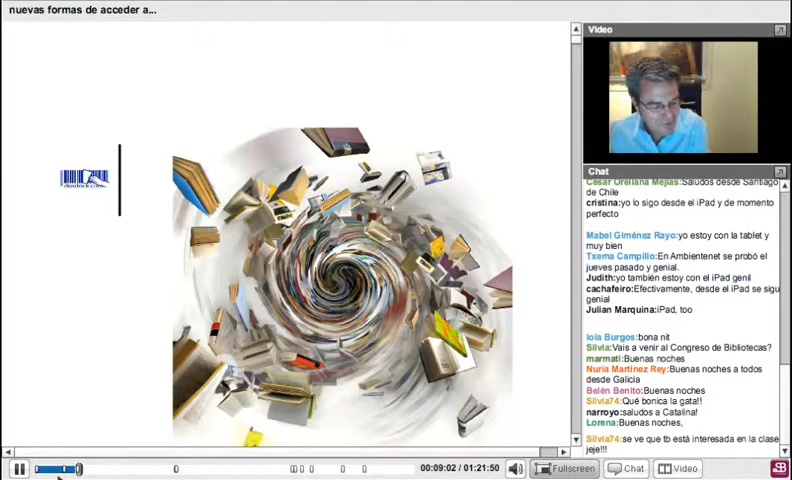 nuevas formas de acceder a...
Video
Chat
César Orellana Mejías:Saludos desde Santiago
de Chile
cristina:yo lo sigo desde el iPad y de momento
perfecto
Mabel Giménez Rayo:yo estoy con la tablet y
muy bien
Txema Campillo:En Ambientenet se probó el
jueves pasado y genial.
Judith:yo también estoy con el iPad genil
cachafeiro:Efectivamente, desde el iPad se sigu
genial
Julian Marquina:iPad, too
lola Burgos:bona nit
Silvia:Vais a venir al Congreso de Bibliotecas?
marmati:Buenas noches
Nuria Martinez Rey:Buenas noches a todos
desde Galicia
Belén Benito:Buenas noches
Silvia74:Qué bonica la gata!!
narroyo:saludos a Catalina!
Lorena:Buenas noches,
Silvia74:se ve que tb está interesada en la clase
jeje!!!
00:09:02 / 01:21:50
Fullscreen
Chat
Video
SB